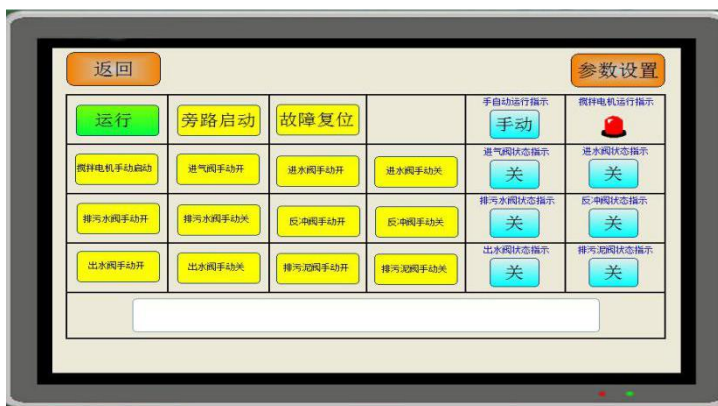 返回
参数设置
运行
旁路启动
故障复位
手自动运行指示
手动
搅拌电机运行指示
搅拌电机手动启动
进气阀手动开
进水阀手动开
进水阀手动关
进气阀状态指示
关
进水阀状态指示
关
排污水阀手动开
排污水阀手动关
反冲阀手动开
反冲阀手动关
排污水阀状态指示
关
反冲阀状态指示
关
出水阀手动开
出水阀手动关
排污泥阀手动开
排污泥阀手动关
出水阀状态指示
关
排污泥阀状态指示
关